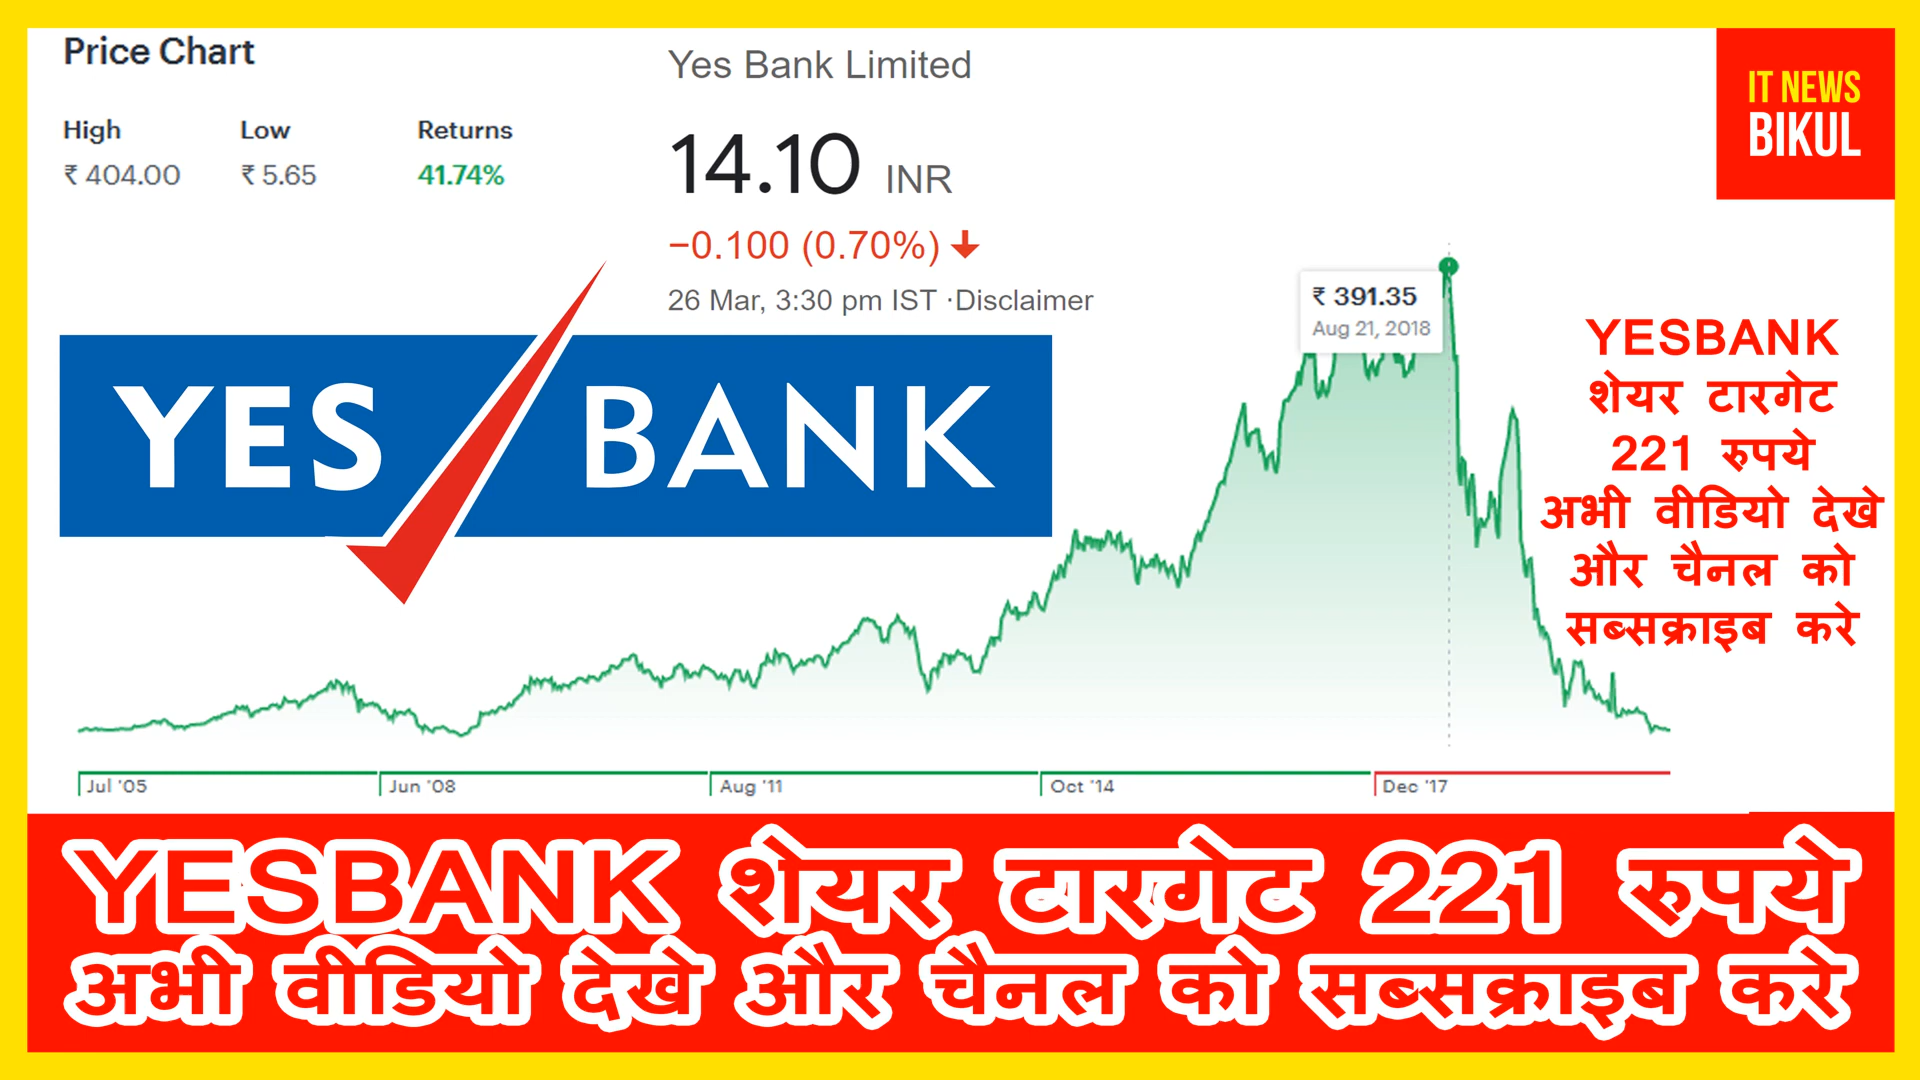 Price Chart
High Low Returns
₹ 404.00 ₹ 5.65 41.74%
Yes Bank Limited
14.10 INR
−0.100 (0.70%)
26 Mar, 3:30 pm IST ·Disclaimer
IT NEWS
BIKUL
YES BANK
₹ 391.35
Aug 21, 2018
YESBANK
शेयर टारगेट
221 रुपये
अभी वीडियो देखे
और चैनल को
सब्सक्राइब करे
Jul '05 Jun '08 Aug '11 Oct '14 Dec '17
YESBANK शेयर टारगेट 221 रुपये
अभी वीडियो देखे और चैनल को सब्सक्राइब करे